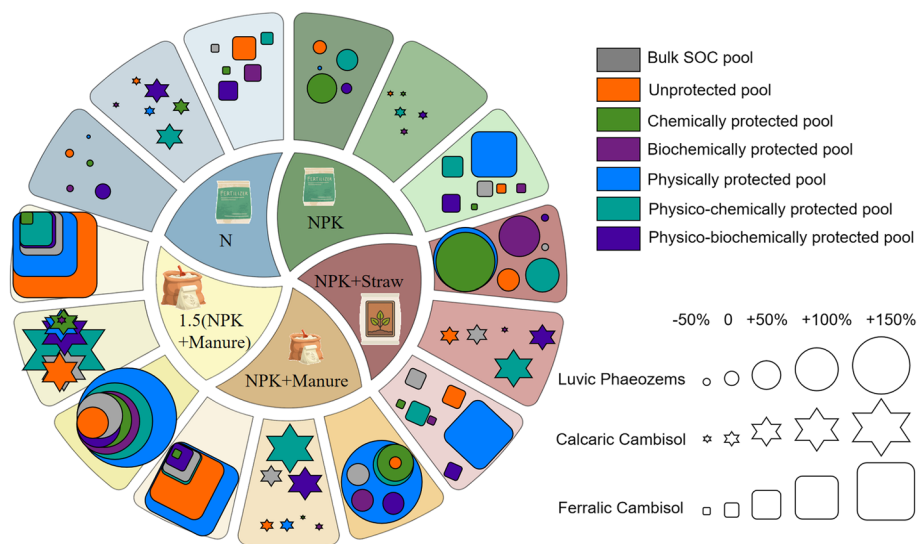 N
NPK
NPK+Straw
NPK+Manure
1.5(NPK
+Manure)
Bulk SOC pool
Unprotected pool
Chemically protected pool
Biochemically protected pool
Physically protected pool
Physico-chemically protected pool
Physico-biochemically protected pool
-50% 0 +50% +100% +150%
Luvic Phaeozems
Calcaric Cambisol
Ferralic Cambisol